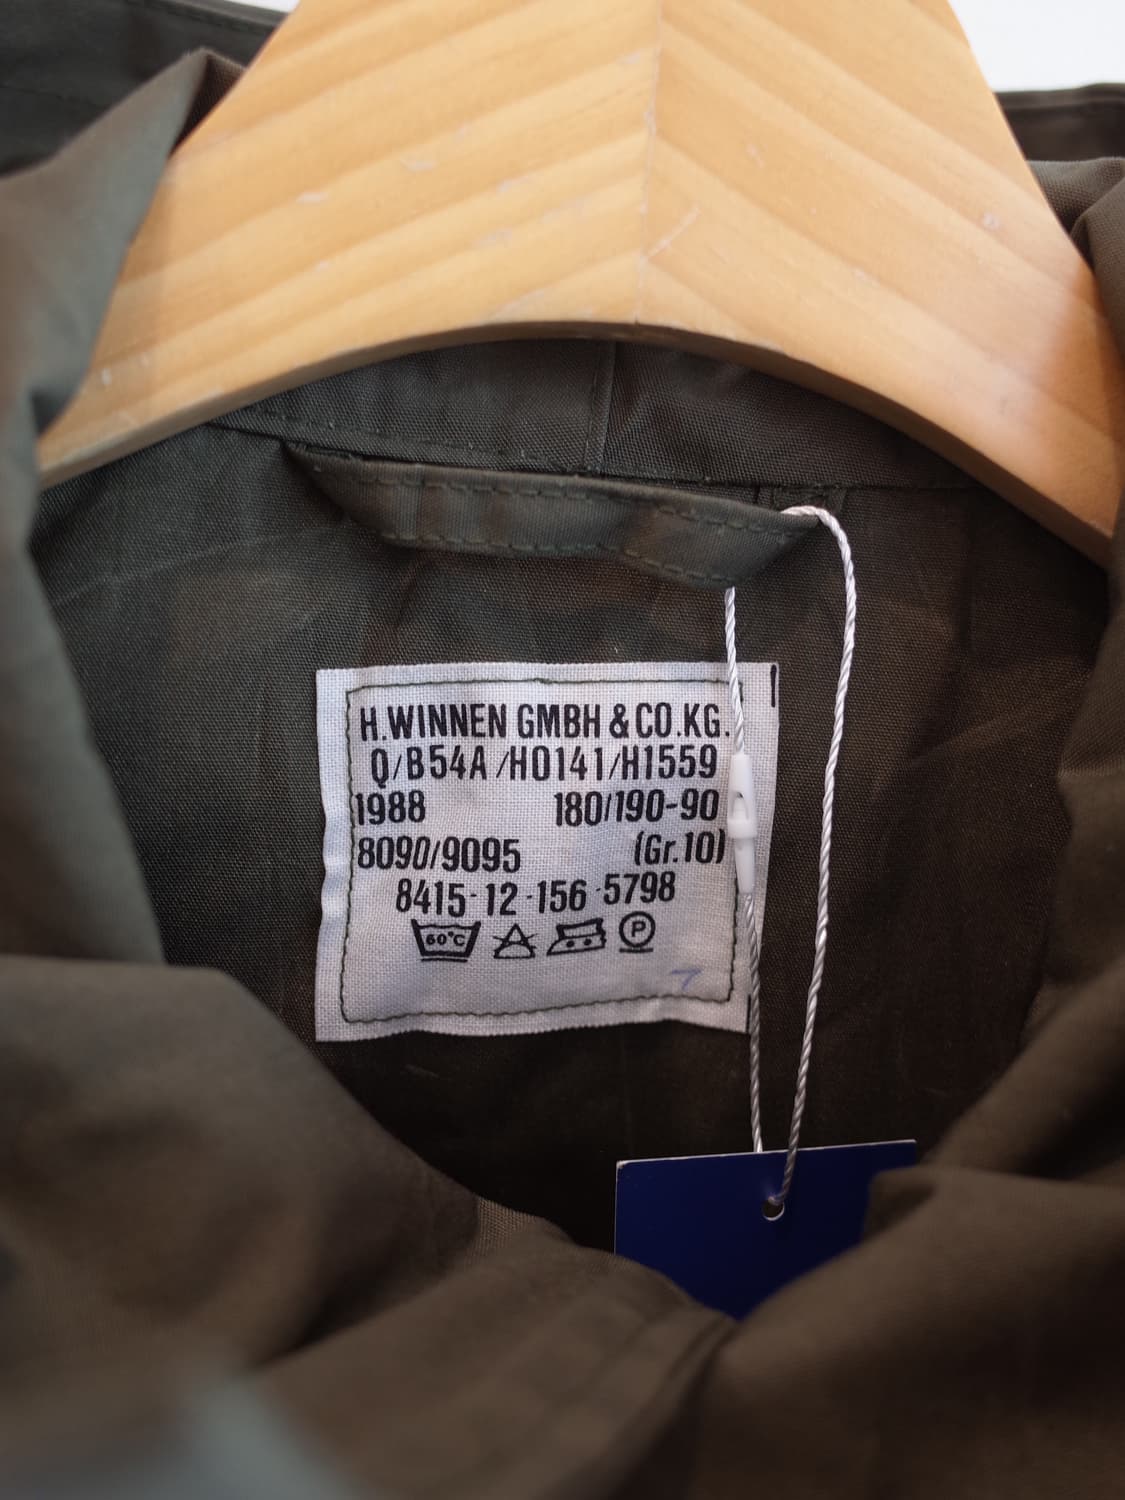 H.WINNEN GMBH & CO.KG.
Q/B54A/H0141/H1559
1988 180/190-90
8090/9095 (Gr.10)
8415-12-156-5798
60°C P
7